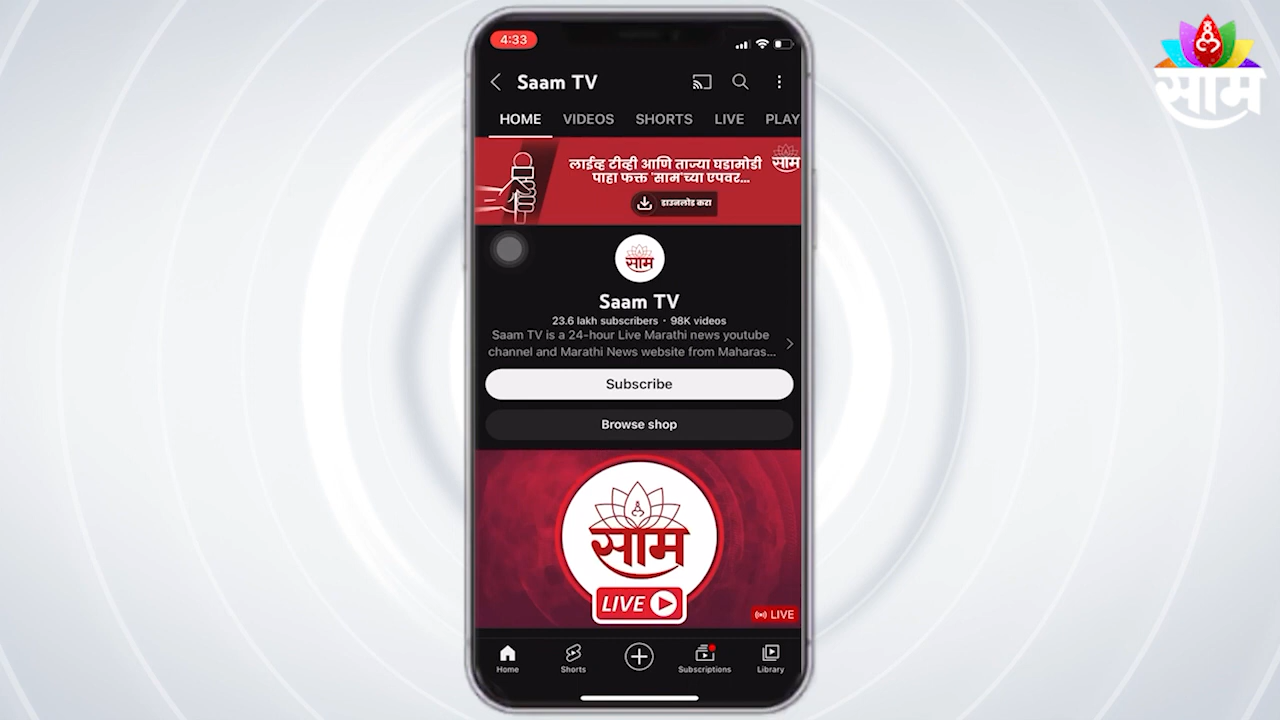 4:33
साम
Saam TV
HOME VIDEOS SHORTS LIVE PLAY
लाईव्ह टीव्ही आणि ताज्या घडामोडी
पाहा फक्त 'साम'च्या एपवर...
साम
डाउनलोड करा
साम
Saam TV
23.6 lakh subscribers · 98K videos
Saam TV is a 24-hour Live Marathi news youtube
channel and Marathi News website from Maharas...
Subscribe
Browse shop
साम
LIVE
LIVE
Home Shorts Subscriptions Library